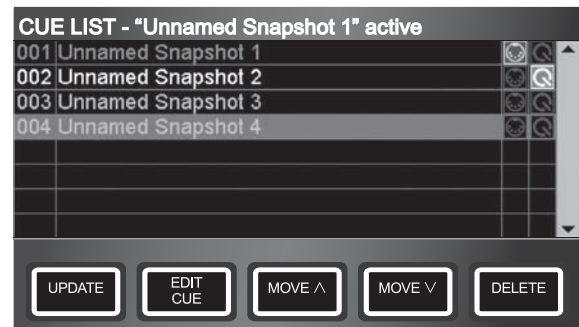 CUE LIST - “Unnamed Snapshot 1” active
001 Unnamed Snapshot 1
002 Unnamed Snapshot 2
003 Unnamed Snapshot 3
004 Unnamed Snapshot 4
UPDATE
EDIT
CUE
MOVE ∧
MOVE ∨
DELETE